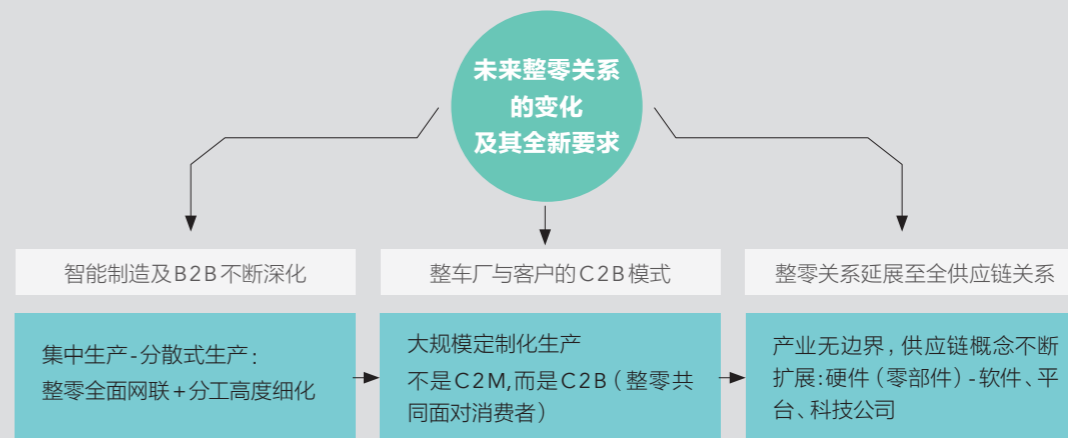 未来整零关系
的变化
及其全新要求
智能制造及B2B不断深化
整车厂与客户的C2B模式
整零关系延展至全供应链关系
集中生产-分散式生产:
整零全面网联+分工高度细化
大规模定制化生产
不是C2M,而是C2B(整零共
同面对消费者)
产业无边界,供应链概念不断
扩展:硬件(零部件)-软件、平
台、科技公司